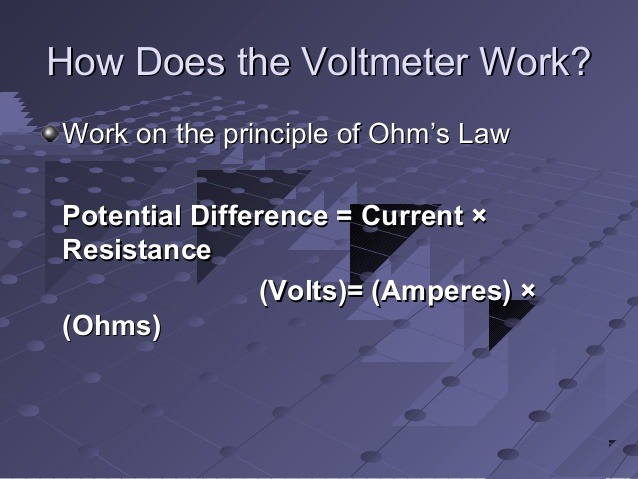 How Does the Voltmeter Work?
Work on the principle of Ohm's Law
Potential Difference = Current ×
Resistance
(Volts)= (Amperes) ×
(Ohms)